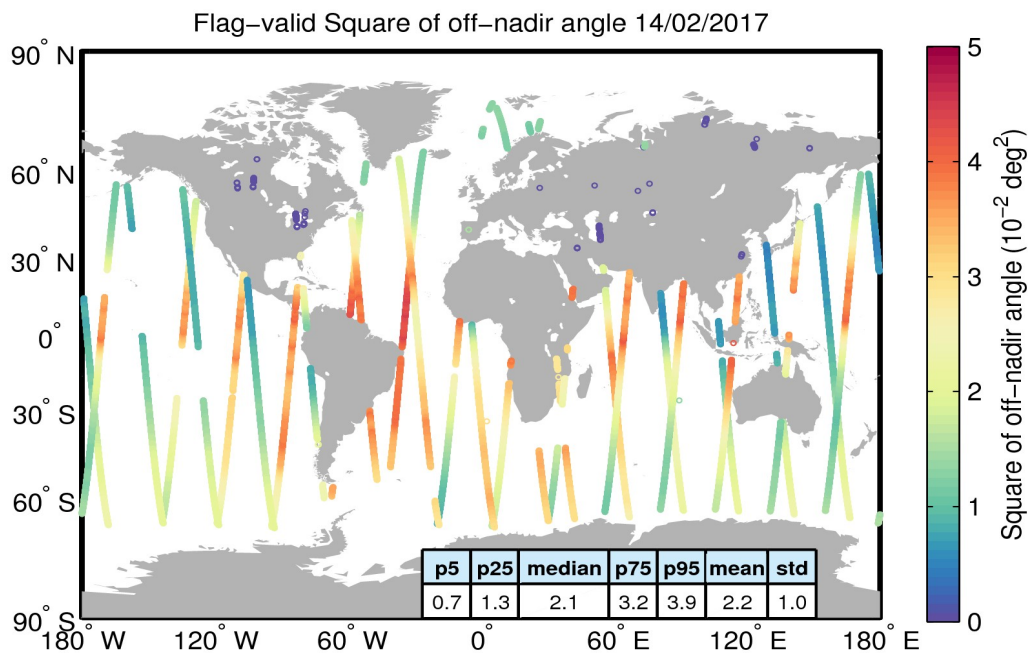 Flag−valid Square of off−nadir angle 14/02/2017
90° N
60° N
30° N
0°
30° S
60° S
90° S
180° W
120° W
60° W
0°
60° E
120° E
180° E
p5 p25 median p75 p95 mean std
0.7 1.3 2.1 3.2 3.9 2.2 1.0
5
4
3
2
1
0
Square of off−nadir angle (10⁻² deg²)